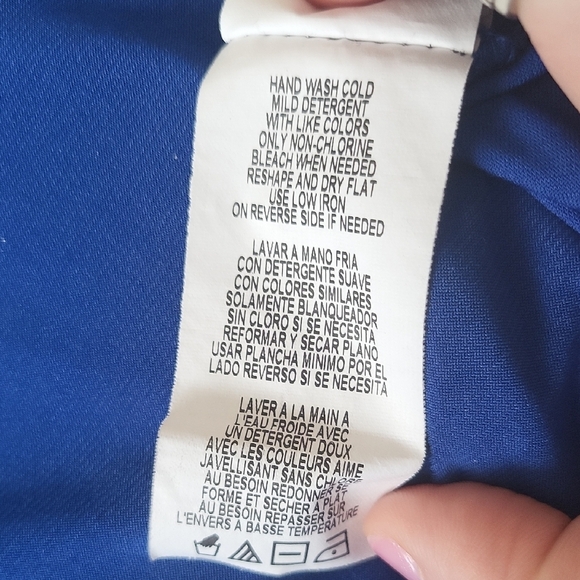 HAND WASH COLD
MILD DETERGENT
WITH LIKE COLORS
ONLY NON-CHLORINE
BLEACH WHEN NEEDED
RESHAPE AND DRY FLAT
USE LOW IRON
ON REVERSE SIDE IF NEEDED
LAVAR A MANO FRIA
CON DETERGENTE SUAVE
CON COLORES SIMILARES
SOLAMENTE BLANQUEADOR
SIN CLORO SI SE NECESITA
REFORMAR Y SECAR PLANO
USAR PLANCHA MINIMO POR EL
LADO REVERSO SI SE NECESITA
LAVER A LA MAIN A
L'EAU FROIDE AVEC
UN DETERGENT DOUX
AVEC LES COULEURS AIME
JAVELLISANT SANS CHLORE
AU BESOIN REDONNER SE
FORME ET SECHER A PLAT
AU BESOIN REPASSER SUR
L'ENVERS A BASSE TEMPERATURE